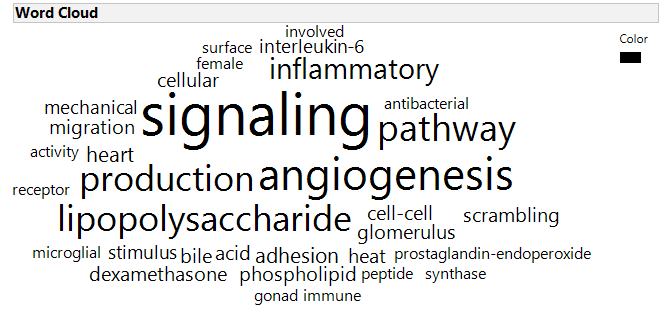 Word Cloud
involved
Color
surface interleukin-6
female
inflammatory
cellular
mechanical
signaling
antibacterial
migration
pathway
activity heart
receptor
production angiogenesis
lipopolysaccharide cell-cell scrambling
glomerulus
microglial stimulus bile acid adhesion heat prostaglandin-endoperoxide
dexamethasone phospholipid peptide synthase
gonad immune